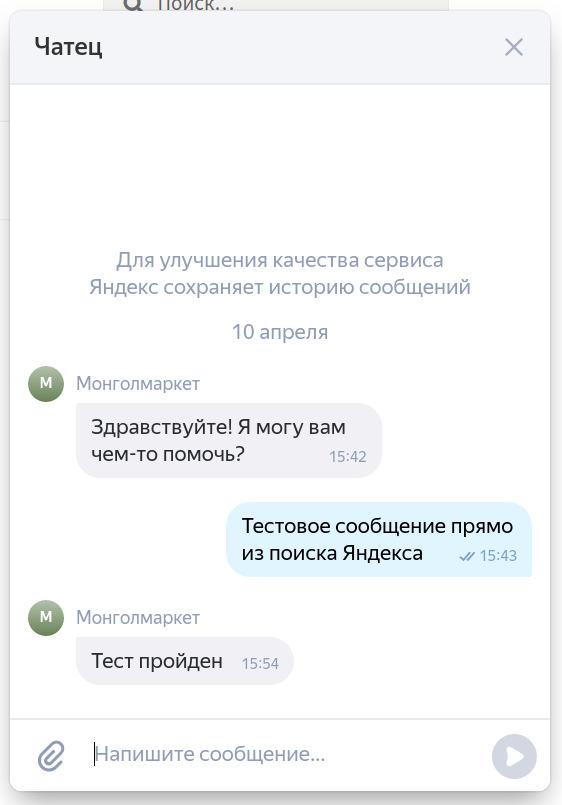 Поиск...
Чатец
Для улучшения качества сервиса
Яндекс сохраняет историю сообщений
10 апреля
М
Монголмаркет
Здравствуйте! Я могу вам
чем-то помочь?
15:42
Тестовое сообщение прямо
из поиска Яндекса
15:43
М
Монголмаркет
Тест пройден
15:54
Напишите сообщение...